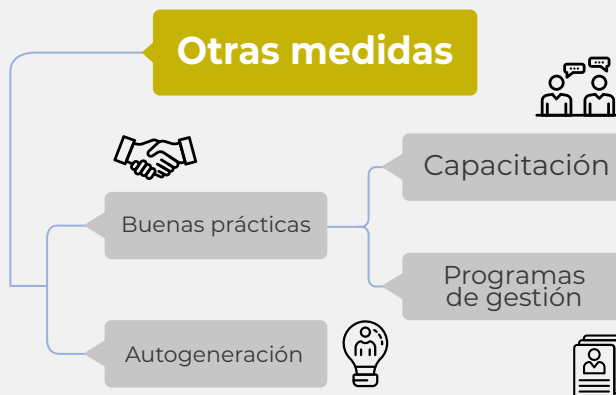 Otras medidas
Buenas prácticas
Capacitación
Programas
de gestión
Autogeneración